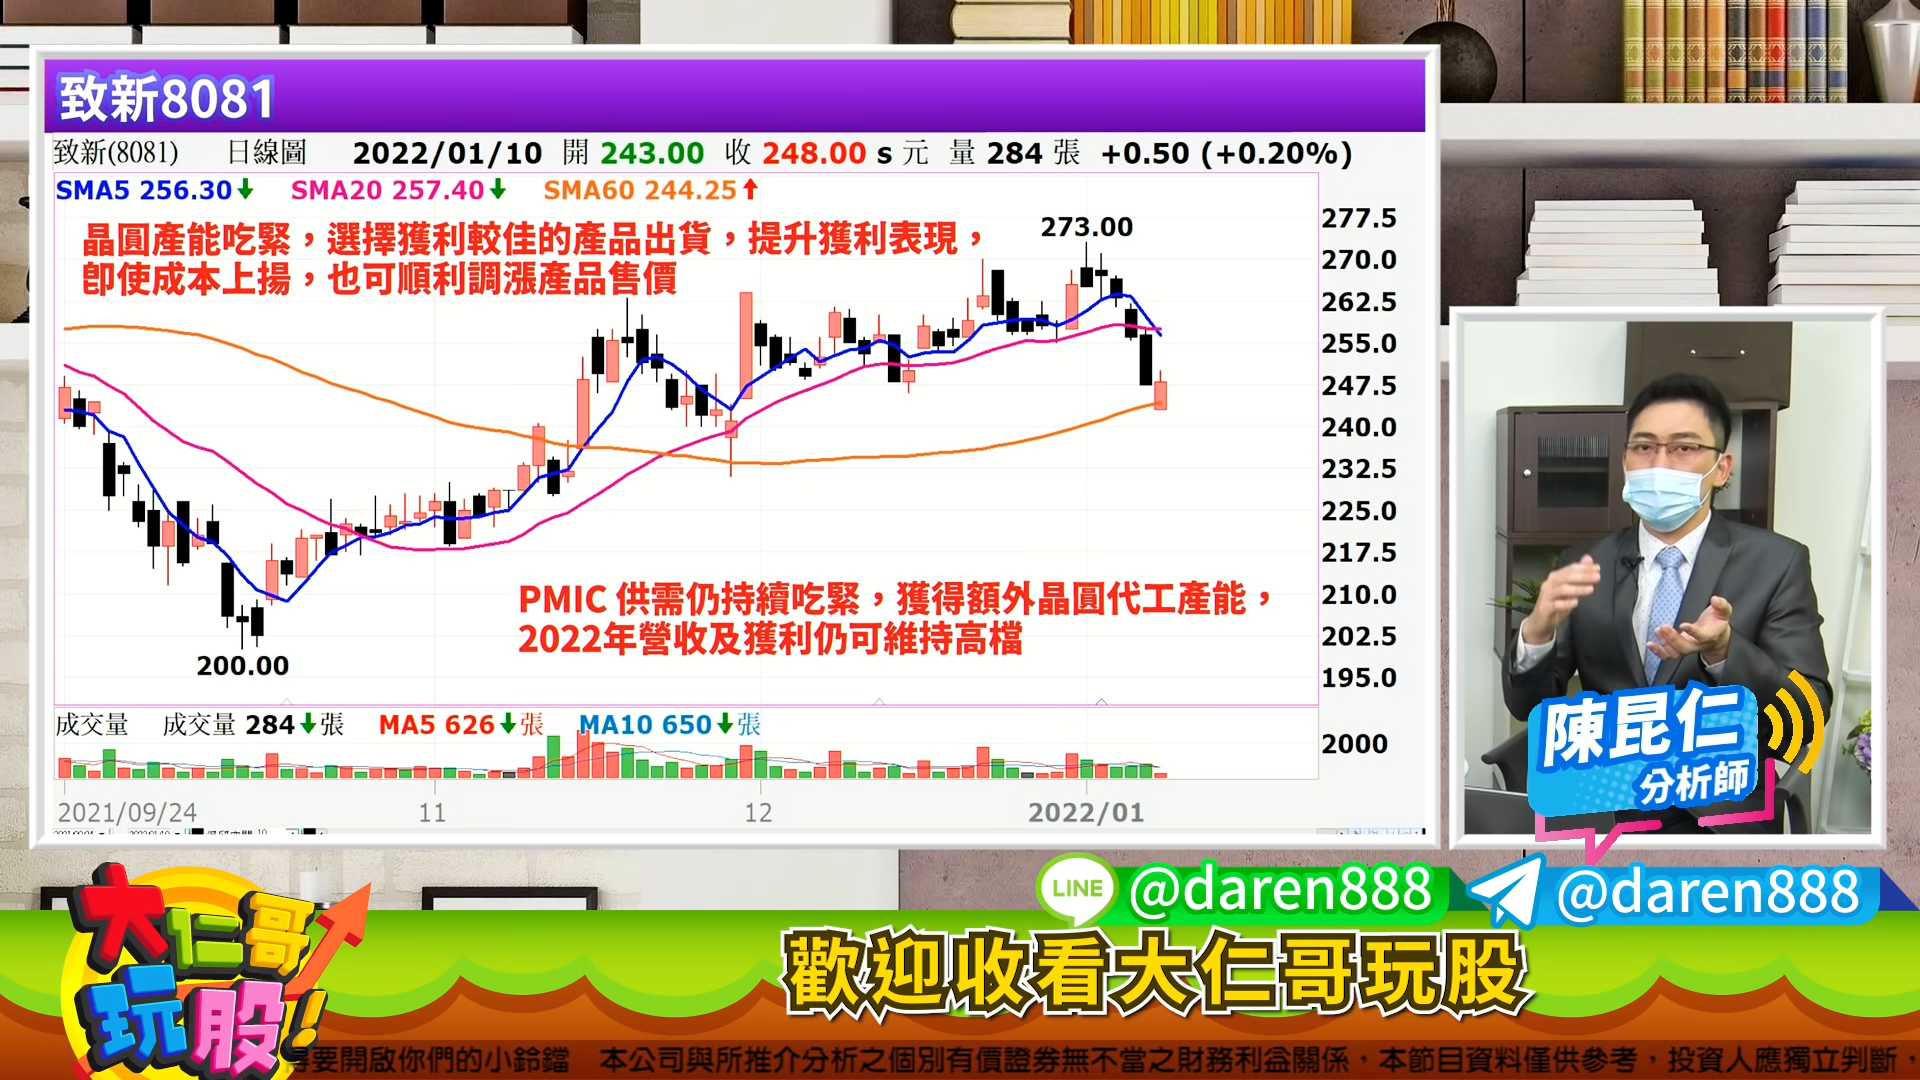 致新8081
致新(8081) 日線圖 2022/01/10 開 243.00 收 248.00 s 元 量 284 張 +0.50 (+0.20%)
SMA5 256.30↓ SMA20 257.40↓ SMA60 244.25↑
晶圓產能吃緊，選擇獲利較佳的產品出貨，提升獲利表現，
即使成本上揚，也可順利調漲產品售價
273.00
277.5
270.0
262.5
255.0
247.5
240.0
232.5
225.0
217.5
210.0
202.5
195.0
PMIC 供需仍持續吃緊，獲得額外晶圓代工產能，
2022年營收及獲利仍可維持高檔
200.00
成交量 成交量 284↓張 MA5 626↓張 MA10 650↓張
2000
2021/09/24 11 12 2022/01
陳昆仁
分析師
LINE @daren888 @daren888
大仁哥
玩股!
歡迎收看大仁哥玩股
得要開啟你們的小鈴鐺 本公司與所推介分析之個別有價證券無不當之財務利益關係，本節目資料僅供參考，投資人應獨立判斷，